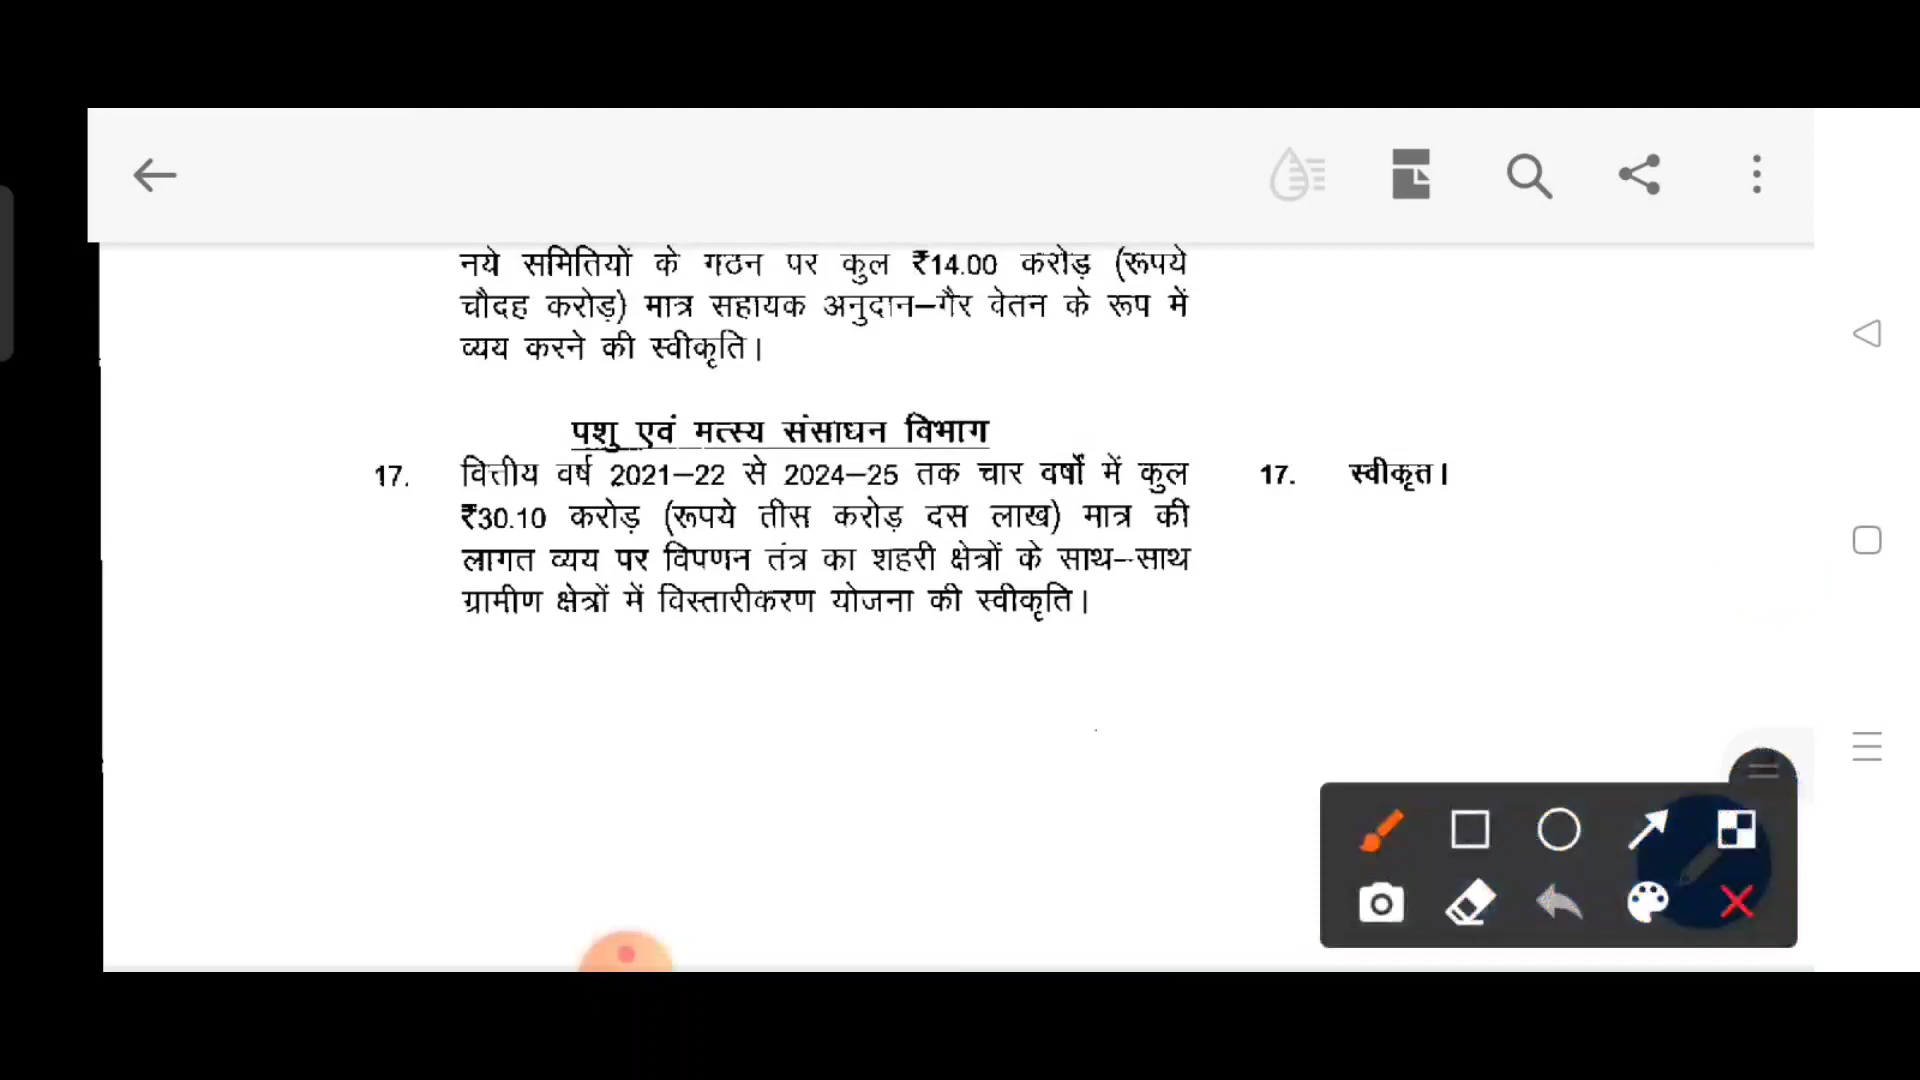 नये समितियों के गठन पर कुल ₹14.00 करोड़ (रूपये
चौदह करोड़) मात्र सहायक अनुदान–गैर वेतन के रूप में
व्यय करने की स्वीकृति।
पशु एवं मत्स्य संसाधन विभाग
17. वित्तीय वर्ष 2021–22 से 2024–25 तक चार वर्षों में कुल 17. स्वीकृत।
₹30.10 करोड़ (रूपये तीस करोड़ दस लाख) मात्र की
लागत व्यय पर विपणन तंत्र का शहरी क्षेत्रों के साथ–साथ
ग्रामीण क्षेत्रों में विस्तारीकरण योजना की स्वीकृति।